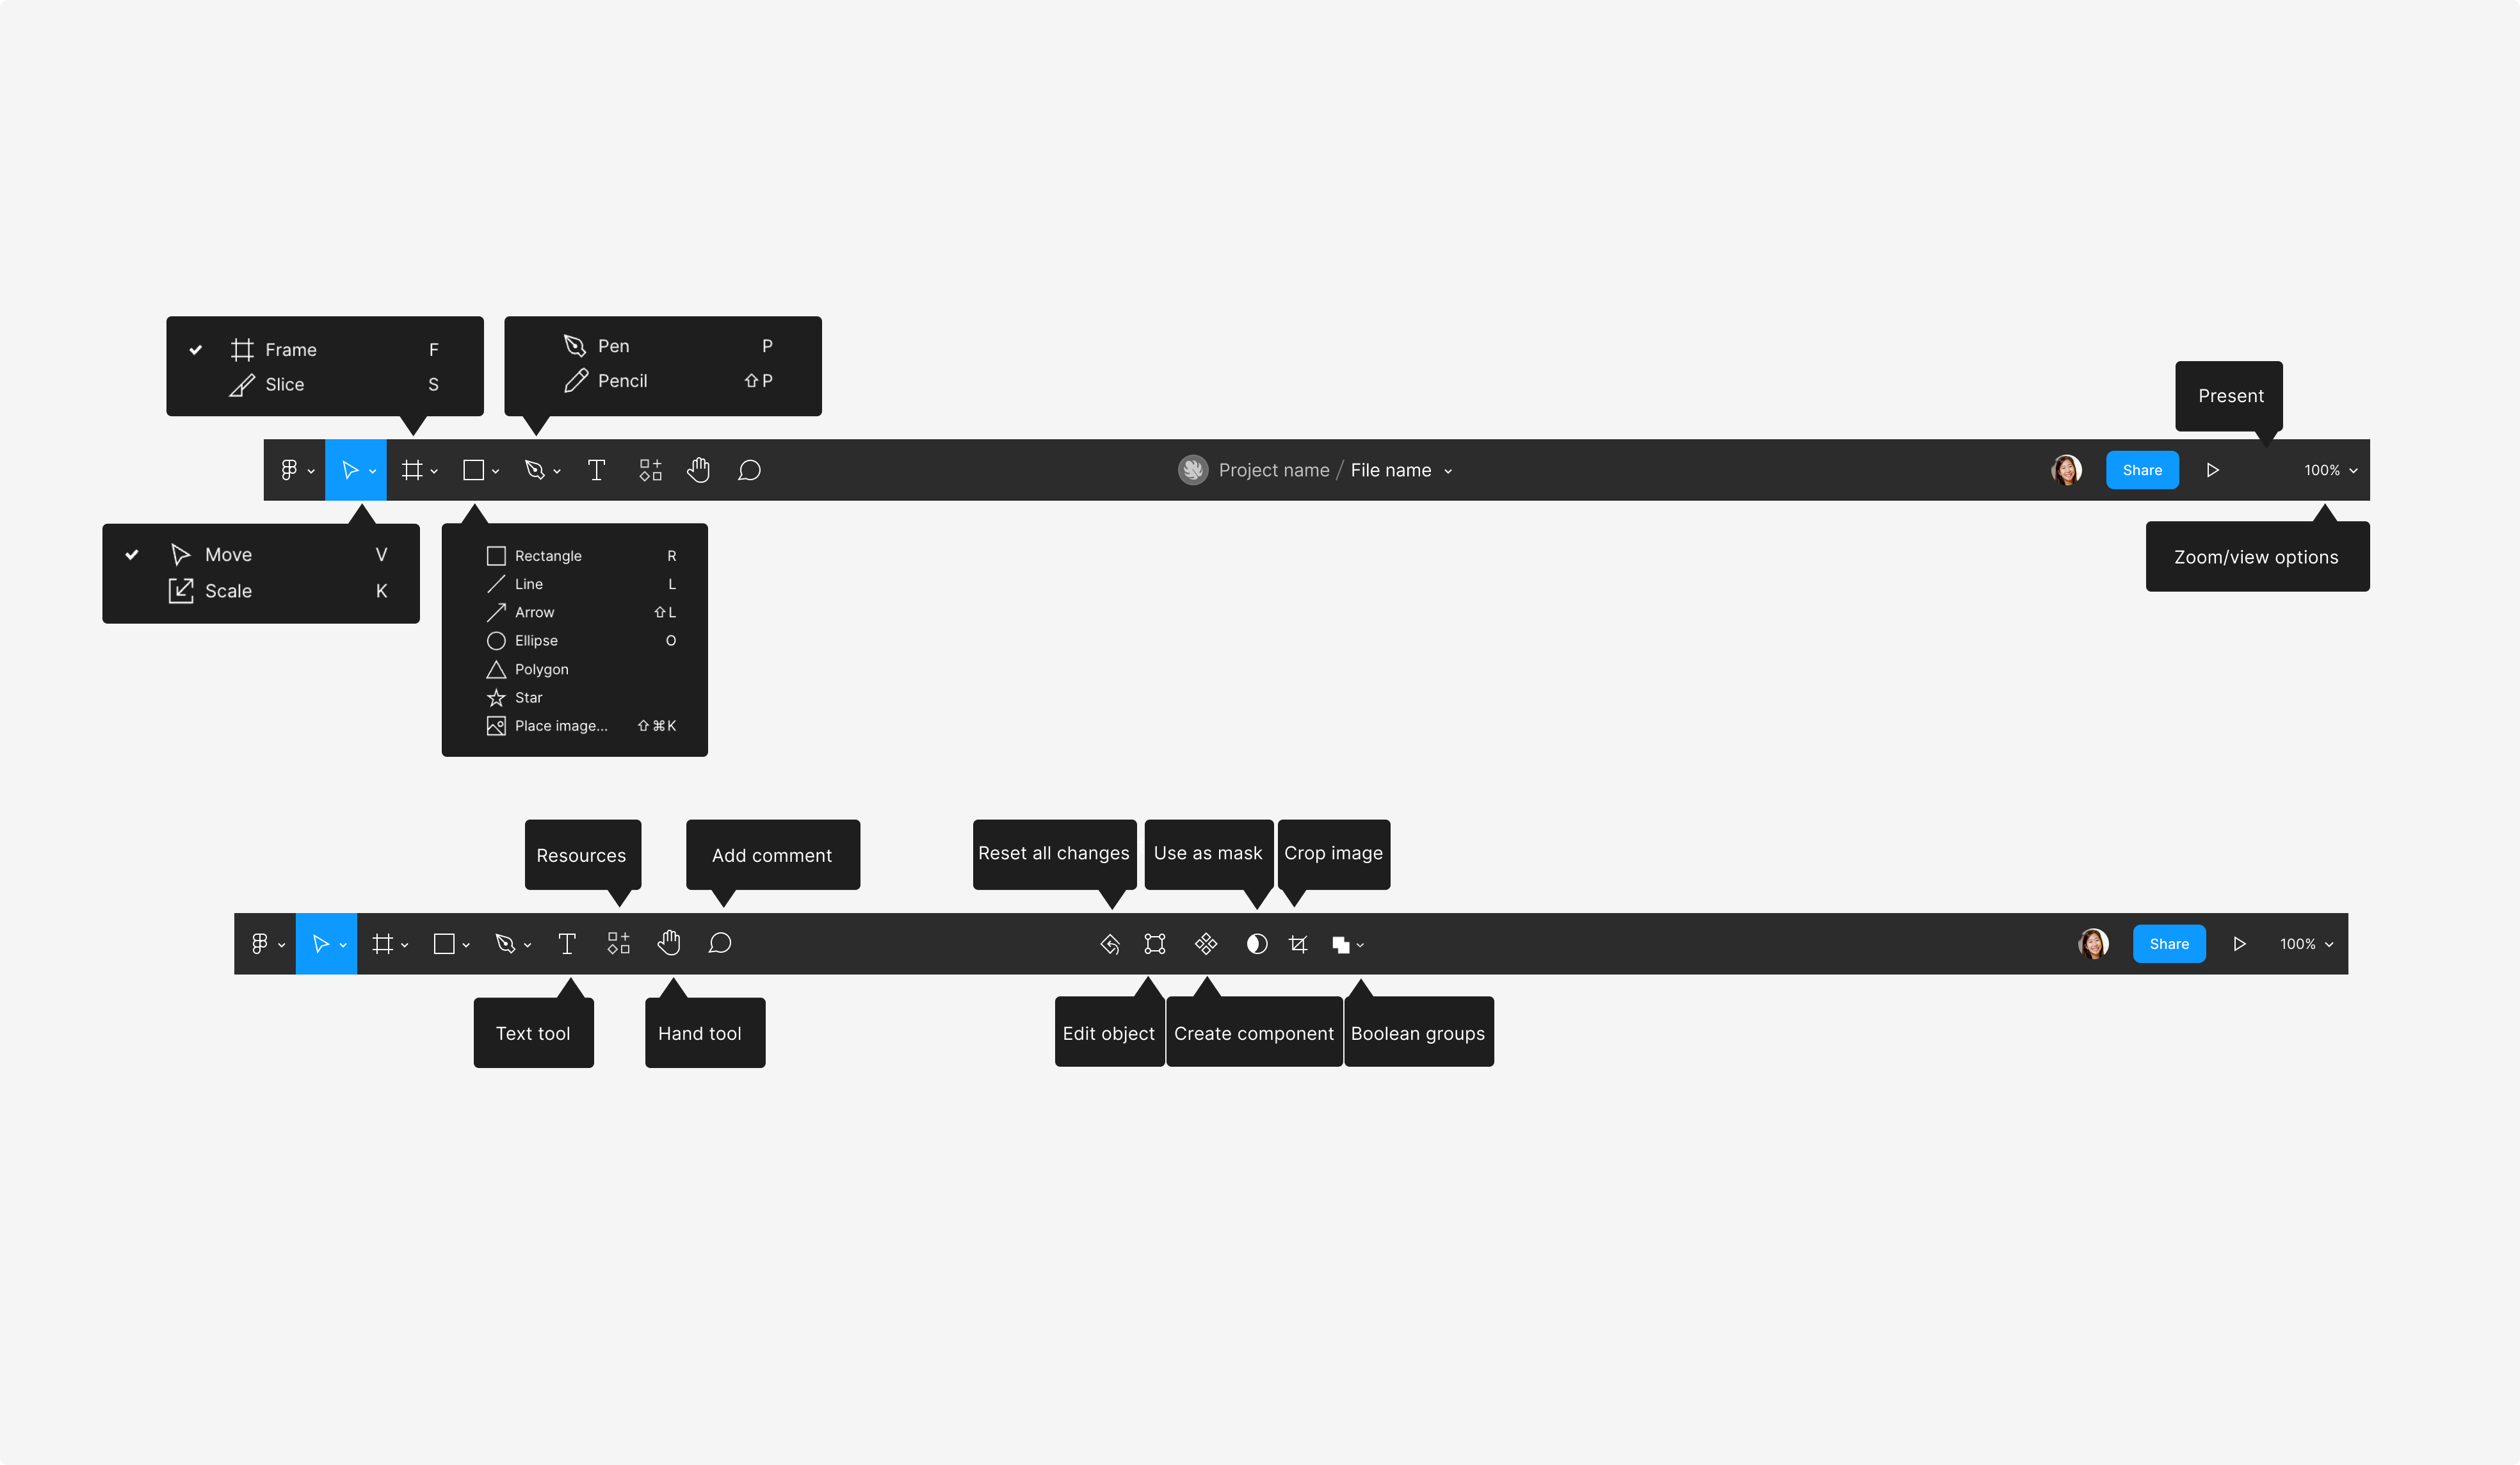 Frame F
Slice S
Pen P
Pencil ⇧P
Present
Project name / File name
Share
100%
Move V
Scale K
Rectangle R
Line L
Arrow ⇧L
Ellipse O
Polygon
Star
Place image... ⇧⌘K
Zoom/view options
Resources
Add comment
Reset all changes
Use as mask
Crop image
T
Share
100%
Text tool
Hand tool
Edit object
Create component
Boolean groups